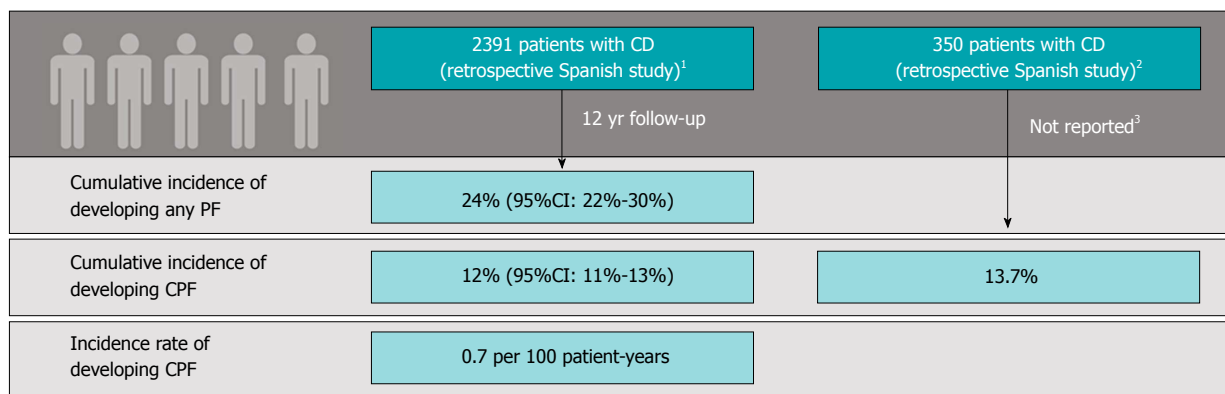 2391 patients with CD
(retrospective Spanish study)¹
350 patients with CD
(retrospective Spanish study)²
12 yr follow-up
Not reported³
Cumulative incidence of
developing any PF
24% (95%CI: 22%-30%)
Cumulative incidence of
developing CPF
12% (95%CI: 11%-13%)
13.7%
Incidence rate of
developing CPF
0.7 per 100 patient-years